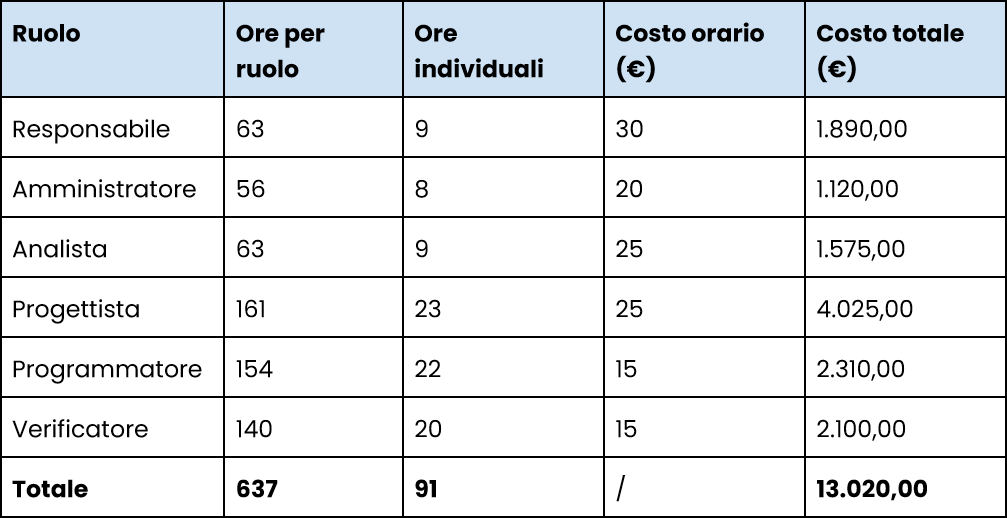 Ruolo Ore per ruolo Ore individuali Costo orario (€) Costo totale (€)
Responsabile 63 9 30 1.890,00
Amministratore 56 8 20 1.120,00
Analista 63 9 25 1.575,00
Progettista 161 23 25 4.025,00
Programmatore 154 22 15 2.310,00
Verificatore 140 20 15 2.100,00
Totale 637 91 / 13.020,00